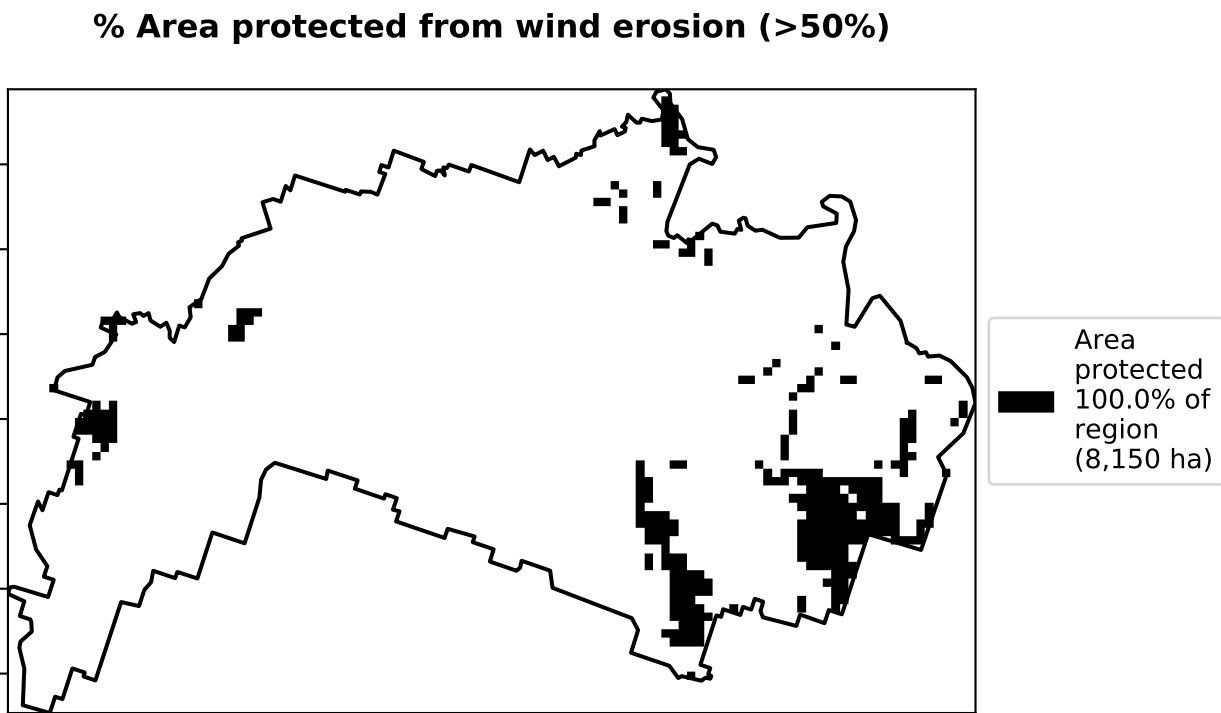 % Area protected from wind erosion (>50%)
Area
protected
100.0% of
region
(8,150 ha)